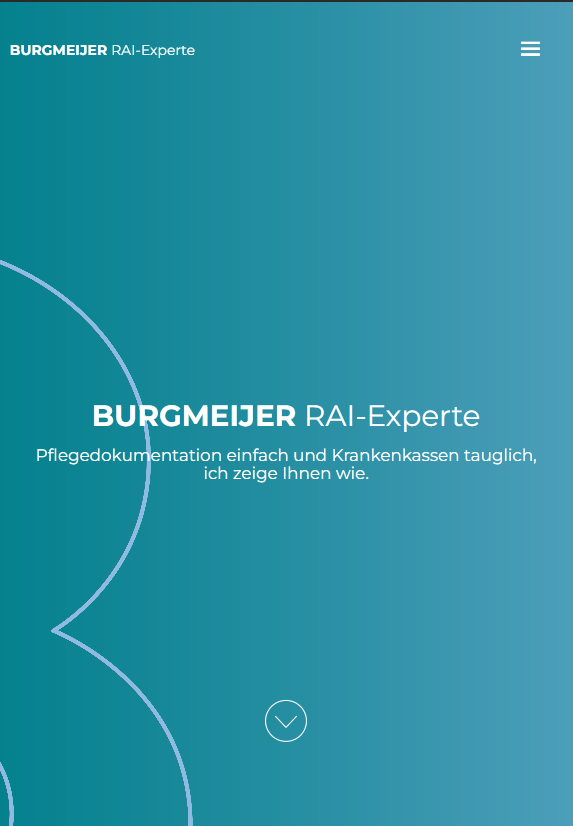 BURGMEIJER RAI-Experte
BURGMEIJER RAI-Experte
Pflegedokumentation einfach und Krankenkassen tauglich,
ich zeige Ihnen wie.